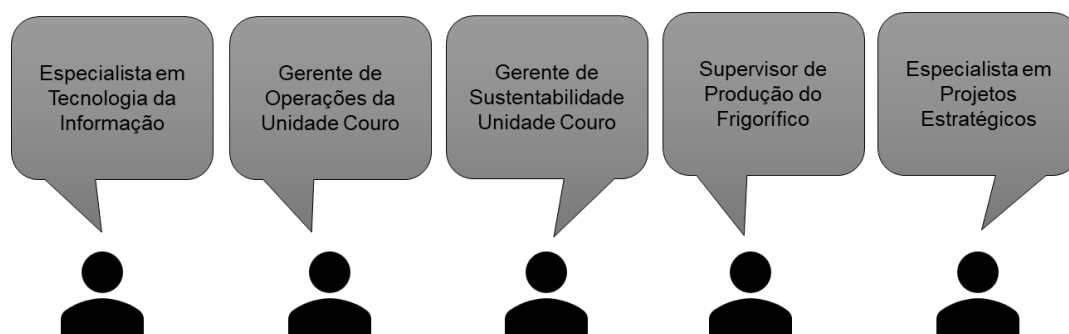 Especialista em
Tecnologia da
Informação
Gerente de
Operações da
Unidade Couro
Gerente de
Sustentabilidade
Unidade Couro
Supervisor de
Produção do
Frigorífico
Especialista em
Projetos
Estratégicos